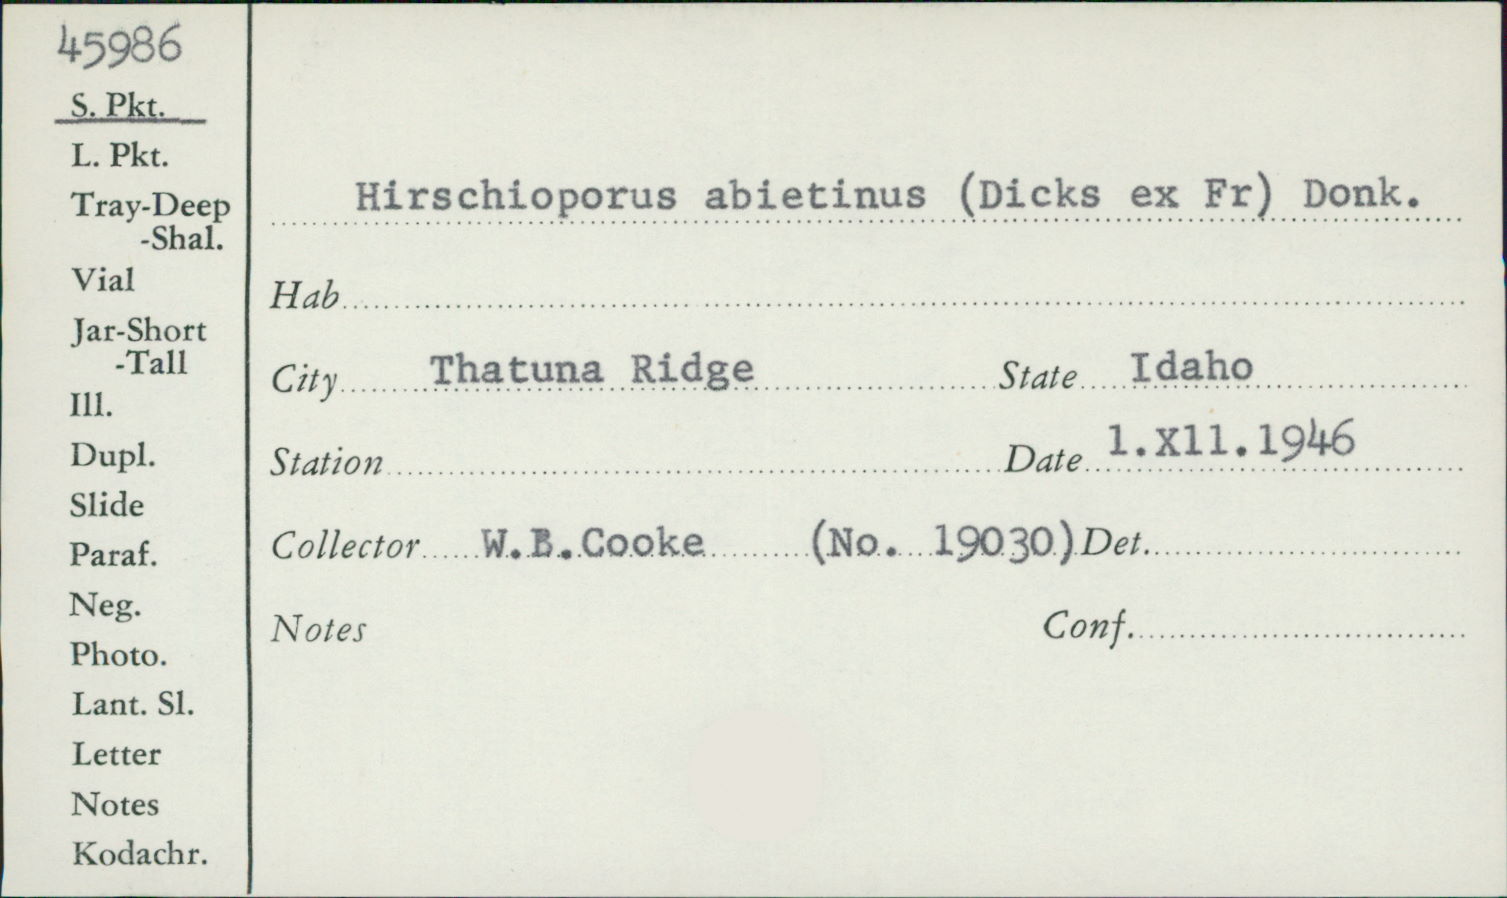 45986
S. Pkt.
L. Pkt.
Tray-Deep
-Shal.
Vial
Jar-Short
-Tall
Ill.
Dupl.
Slide
Paraf.
Neg.
Photo.
Lant. Sl.
Letter
Notes
Kodachr.
Hirschioporus abietinus (Dicks ex Fr) Donk.
Hab
City Thatuna Ridge State Idaho
Station Date 1.X11.1946
Collector W.B.Cooke (No. 19030) Det.
Notes Conf.